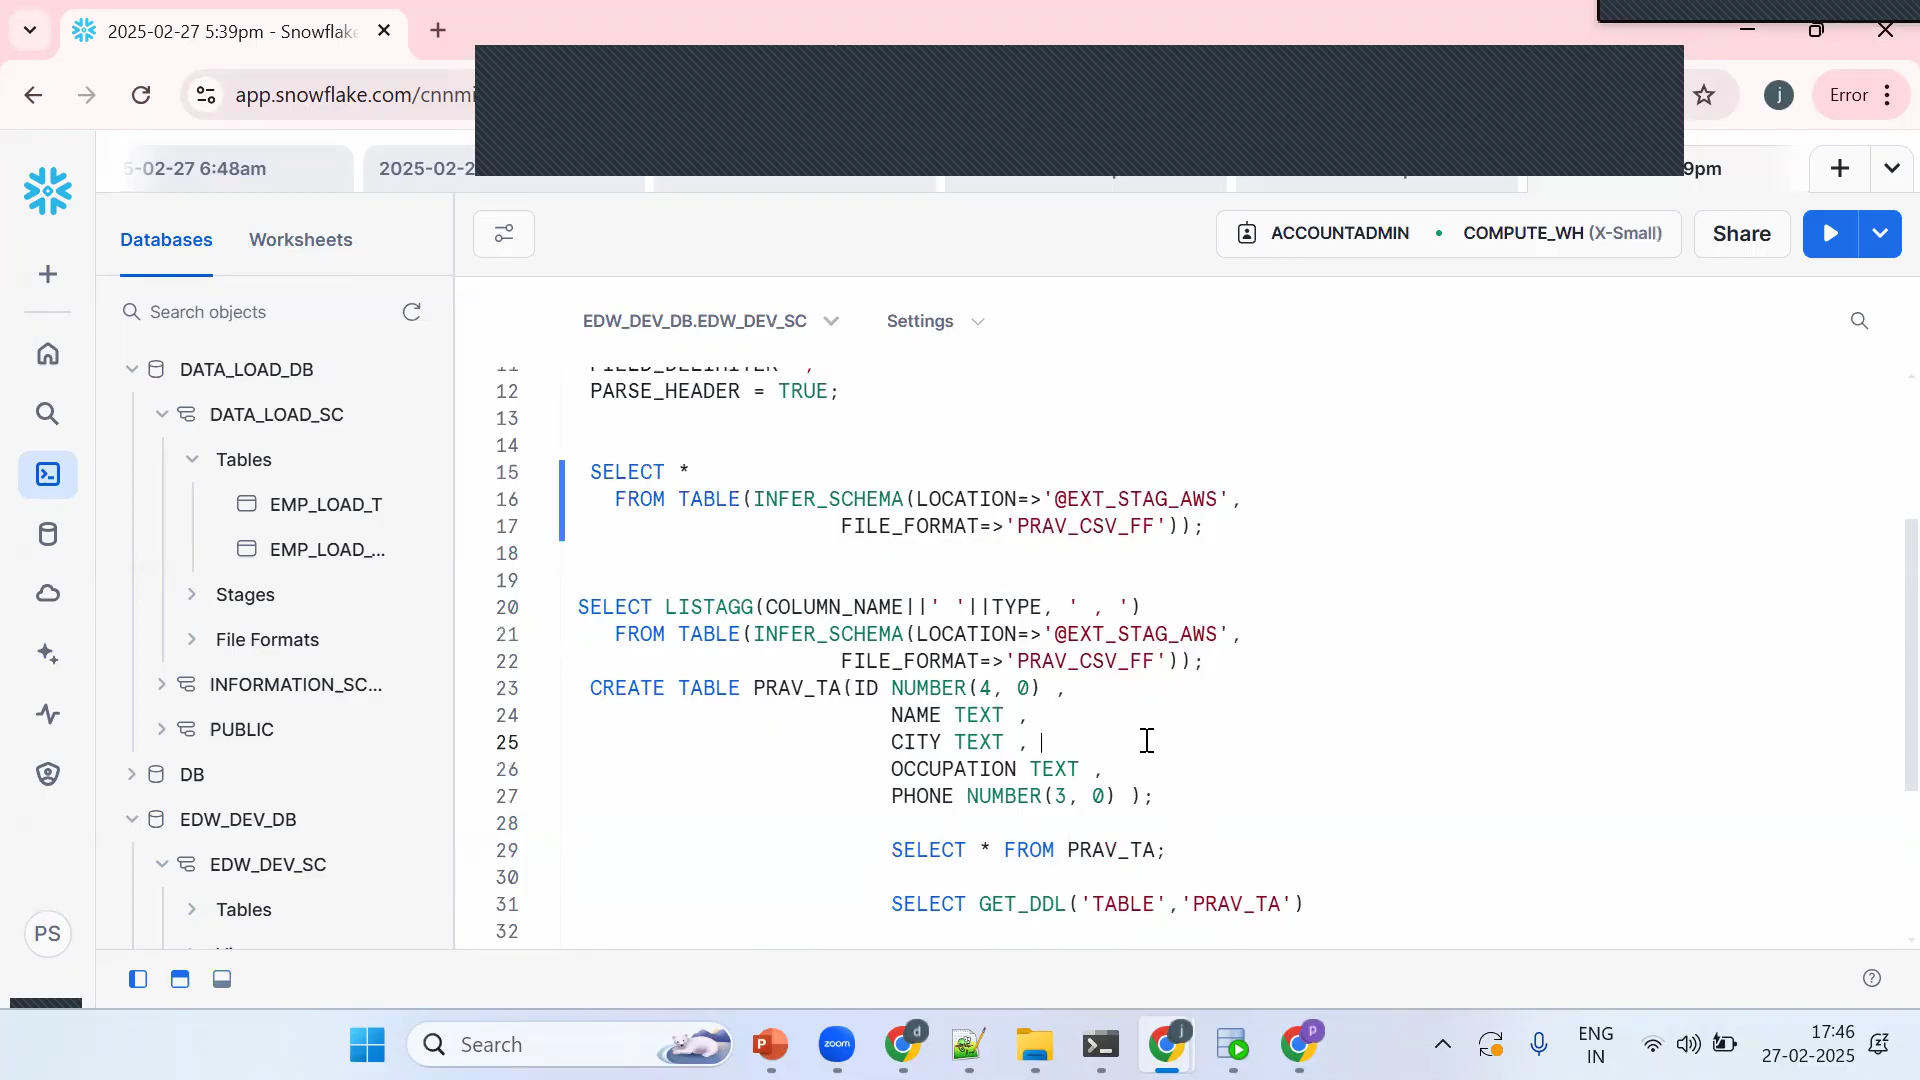 2025-02-27 5:39pm - Snowflake
app.snowflake.com/cnnmi
j
Error
5-02-27 6:48am
2025-02-2
9pm
Databases
Worksheets
ACCOUNTADMIN
COMPUTE_WH (X-Small)
Share
Search objects
EDW_DEV_DB.EDW_DEV_SC
Settings
DATA_LOAD_DB
DATA_LOAD_SC
Tables
EMP_LOAD_T
EMP_LOAD_...
Stages
File Formats
INFORMATION_SC...
PUBLIC
DB
EDW_DEV_DB
EDW_DEV_SC
Tables
PS
11 FIELD_DELIMITER ,
12 PARSE_HEADER = TRUE;
13
14
15 SELECT *
16 FROM TABLE(INFER_SCHEMA(LOCATION=>'@EXT_STAG_AWS',
17 FILE_FORMAT=>'PRAV_CSV_FF'));
18
19
20 SELECT LISTAGG(COLUMN_NAME||' '||TYPE, ' , ')
21 FROM TABLE(INFER_SCHEMA(LOCATION=>'@EXT_STAG_AWS',
22 FILE_FORMAT=>'PRAV_CSV_FF'));
23 CREATE TABLE PRAV_TA(ID NUMBER(4, 0) ,
24 NAME TEXT ,
25 CITY TEXT ,
26 OCCUPATION TEXT ,
27 PHONE NUMBER(3, 0) );
28
29 SELECT * FROM PRAV_TA;
30
31 SELECT GET_DDL('TABLE','PRAV_TA')
32
Search
P
zoom
d
j
p
ENG
IN
17:46
27-02-2025